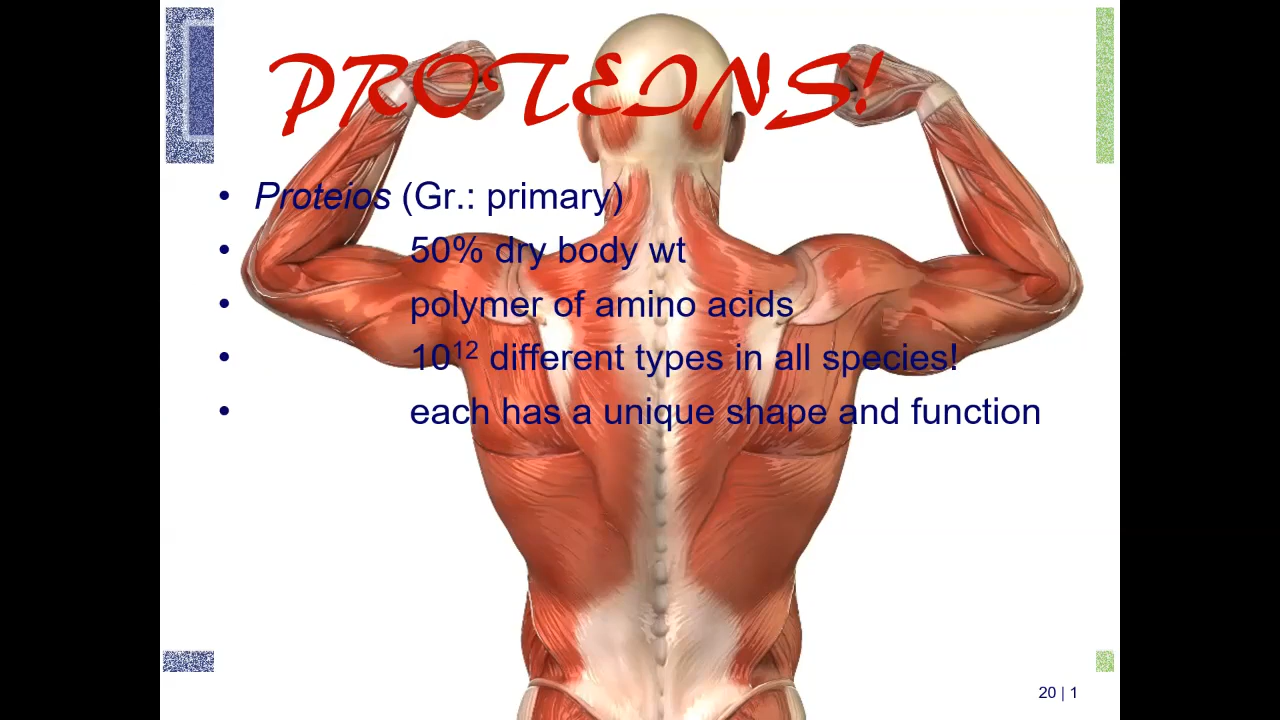 PROTEINS!
• Proteios (Gr.: primary)
• 50% dry body wt
• polymer of amino acids
• 10¹² different types in all species!
• each has a unique shape and function
20 | 1